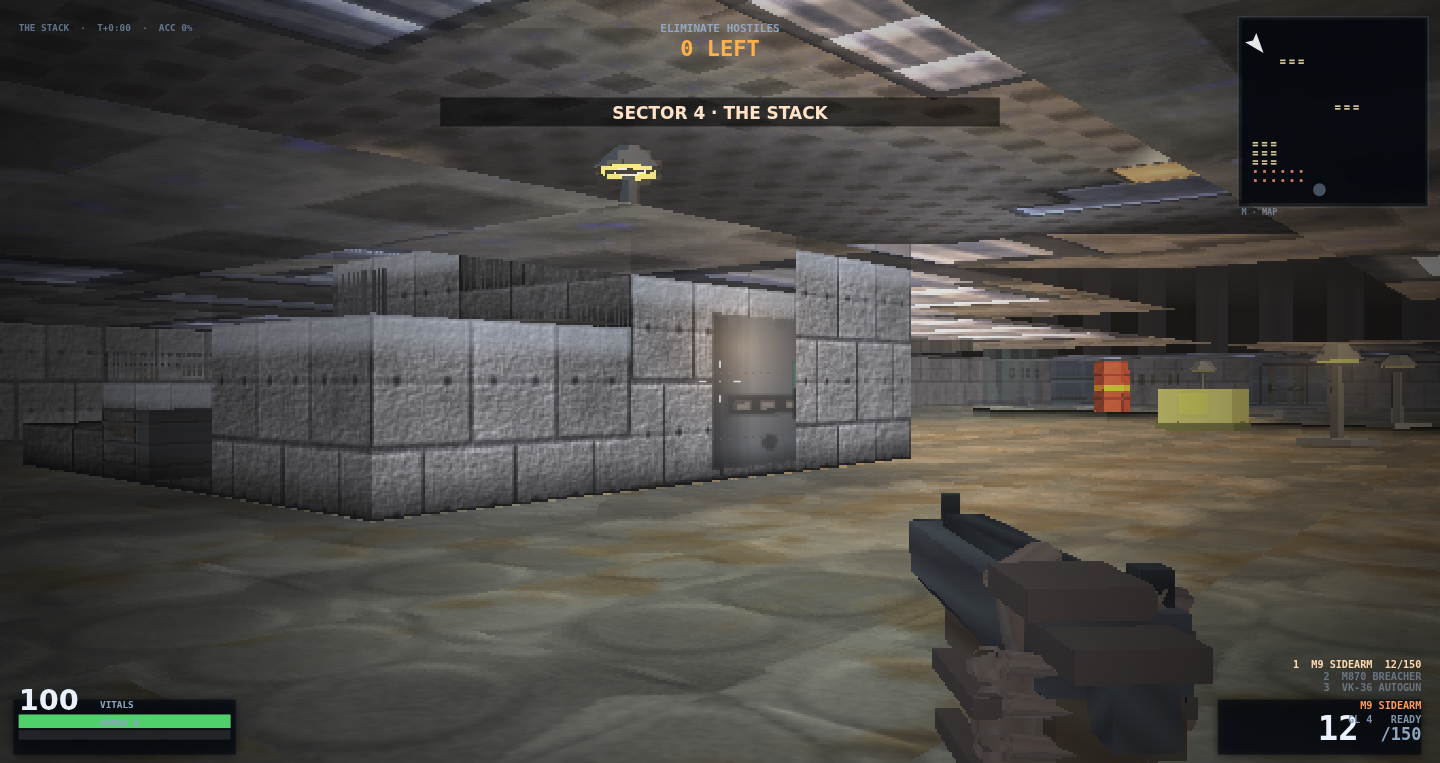 THE STACK · T+0:00 · ACC 0%
ELIMINATE HOSTILES
0 LEFT
SECTOR 4 · THE STACK
M · MAP
1 M9 SIDEARM 12/150
2 M870 BREACHER
3 VK-36 AUTOGUN
100 VITALS
M9 SIDEARM
4 READY
12 /150